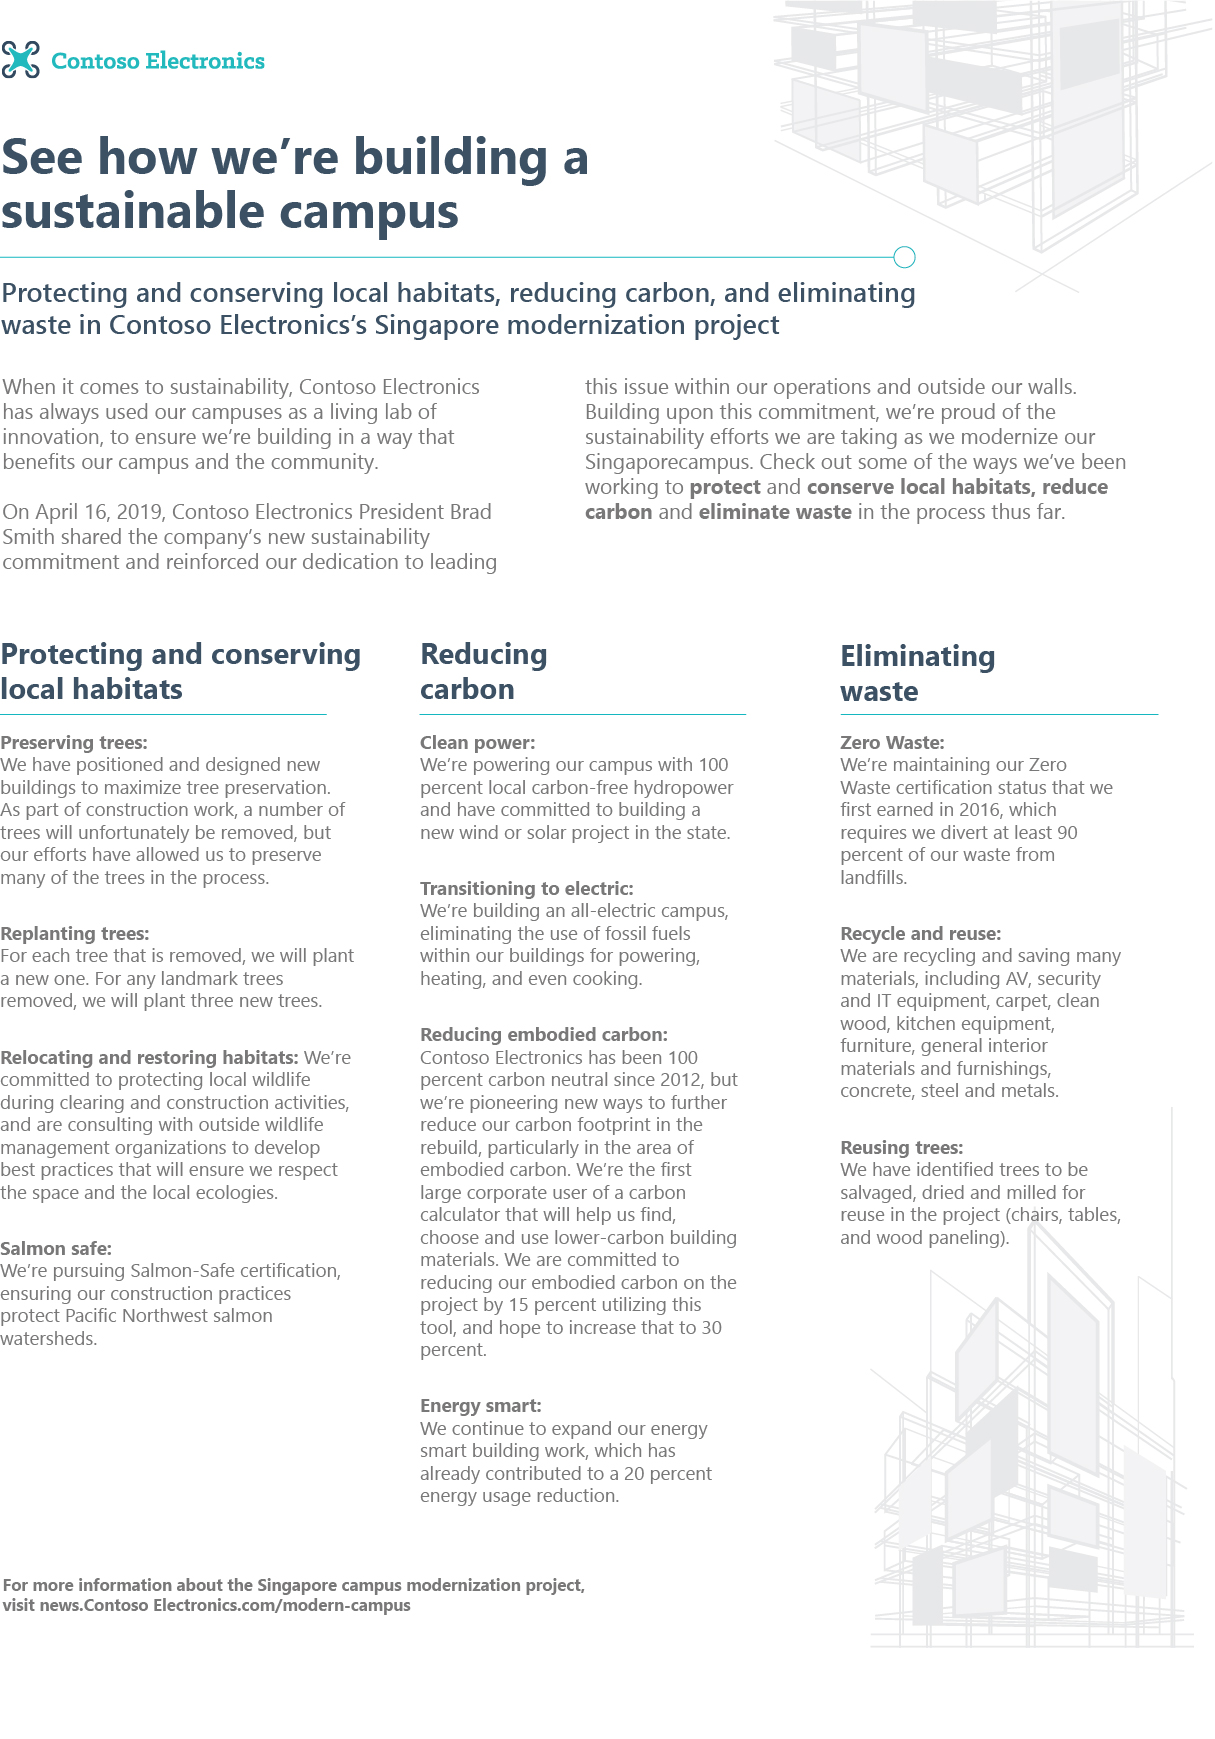 Contoso Electronics
See how we’re building a
sustainable campus
Protecting and conserving local habitats, reducing carbon, and eliminating
waste in Contoso Electronics’s Singapore modernization project
When it comes to sustainability, Contoso Electronics
has always used our campuses as a living lab of
innovation, to ensure we’re building in a way that
benefits our campus and the community.
On April 16, 2019, Contoso Electronics President Brad
Smith shared the company’s new sustainability
commitment and reinforced our dedication to leading
this issue within our operations and outside our walls.
Building upon this commitment, we’re proud of the
sustainability efforts we are taking as we modernize our
Singaporecampus. Check out some of the ways we’ve been
working to protect and conserve local habitats, reduce
carbon and eliminate waste in the process thus far.
Protecting and conserving
local habitats
Preserving trees:
We have positioned and designed new
buildings to maximize tree preservation.
As part of construction work, a number of
trees will unfortunately be removed, but
our efforts have allowed us to preserve
many of the trees in the process.
Replanting trees:
For each tree that is removed, we will plant
a new one. For any landmark trees
removed, we will plant three new trees.
Relocating and restoring habitats: We’re
committed to protecting local wildlife
during clearing and construction activities,
and are consulting with outside wildlife
management organizations to develop
best practices that will ensure we respect
the space and the local ecologies.
Salmon safe:
We’re pursuing Salmon-Safe certification,
ensuring our construction practices
protect Pacific Northwest salmon
watersheds.
Reducing
carbon
Clean power:
We’re powering our campus with 100
percent local carbon-free hydropower
and have committed to building a
new wind or solar project in the state.
Transitioning to electric:
We’re building an all-electric campus,
eliminating the use of fossil fuels
within our buildings for powering,
heating, and even cooking.
Reducing embodied carbon:
Contoso Electronics has been 100
percent carbon neutral since 2012, but
we’re pioneering new ways to further
reduce our carbon footprint in the
rebuild, particularly in the area of
embodied carbon. We’re the first
large corporate user of a carbon
calculator that will help us find,
choose and use lower-carbon building
materials. We are committed to
reducing our embodied carbon on the
project by 15 percent utilizing this
tool, and hope to increase that to 30
percent.
Energy smart:
We continue to expand our energy
smart building work, which has
already contributed to a 20 percent
energy usage reduction.
Eliminating
waste
Zero Waste:
We’re maintaining our Zero
Waste certification status that we
first earned in 2016, which
requires we divert at least 90
percent of our waste from
landfills.
Recycle and reuse:
We are recycling and saving many
materials, including AV, security
and IT equipment, carpet, clean
wood, kitchen equipment,
furniture, general interior
materials and furnishings,
concrete, steel and metals.
Reusing trees:
We have identified trees to be
salvaged, dried and milled for
reuse in the project (chairs, tables,
and wood paneling).
For more information about the Singapore campus modernization project,
visit news.Contoso Electronics.com/modern-campus